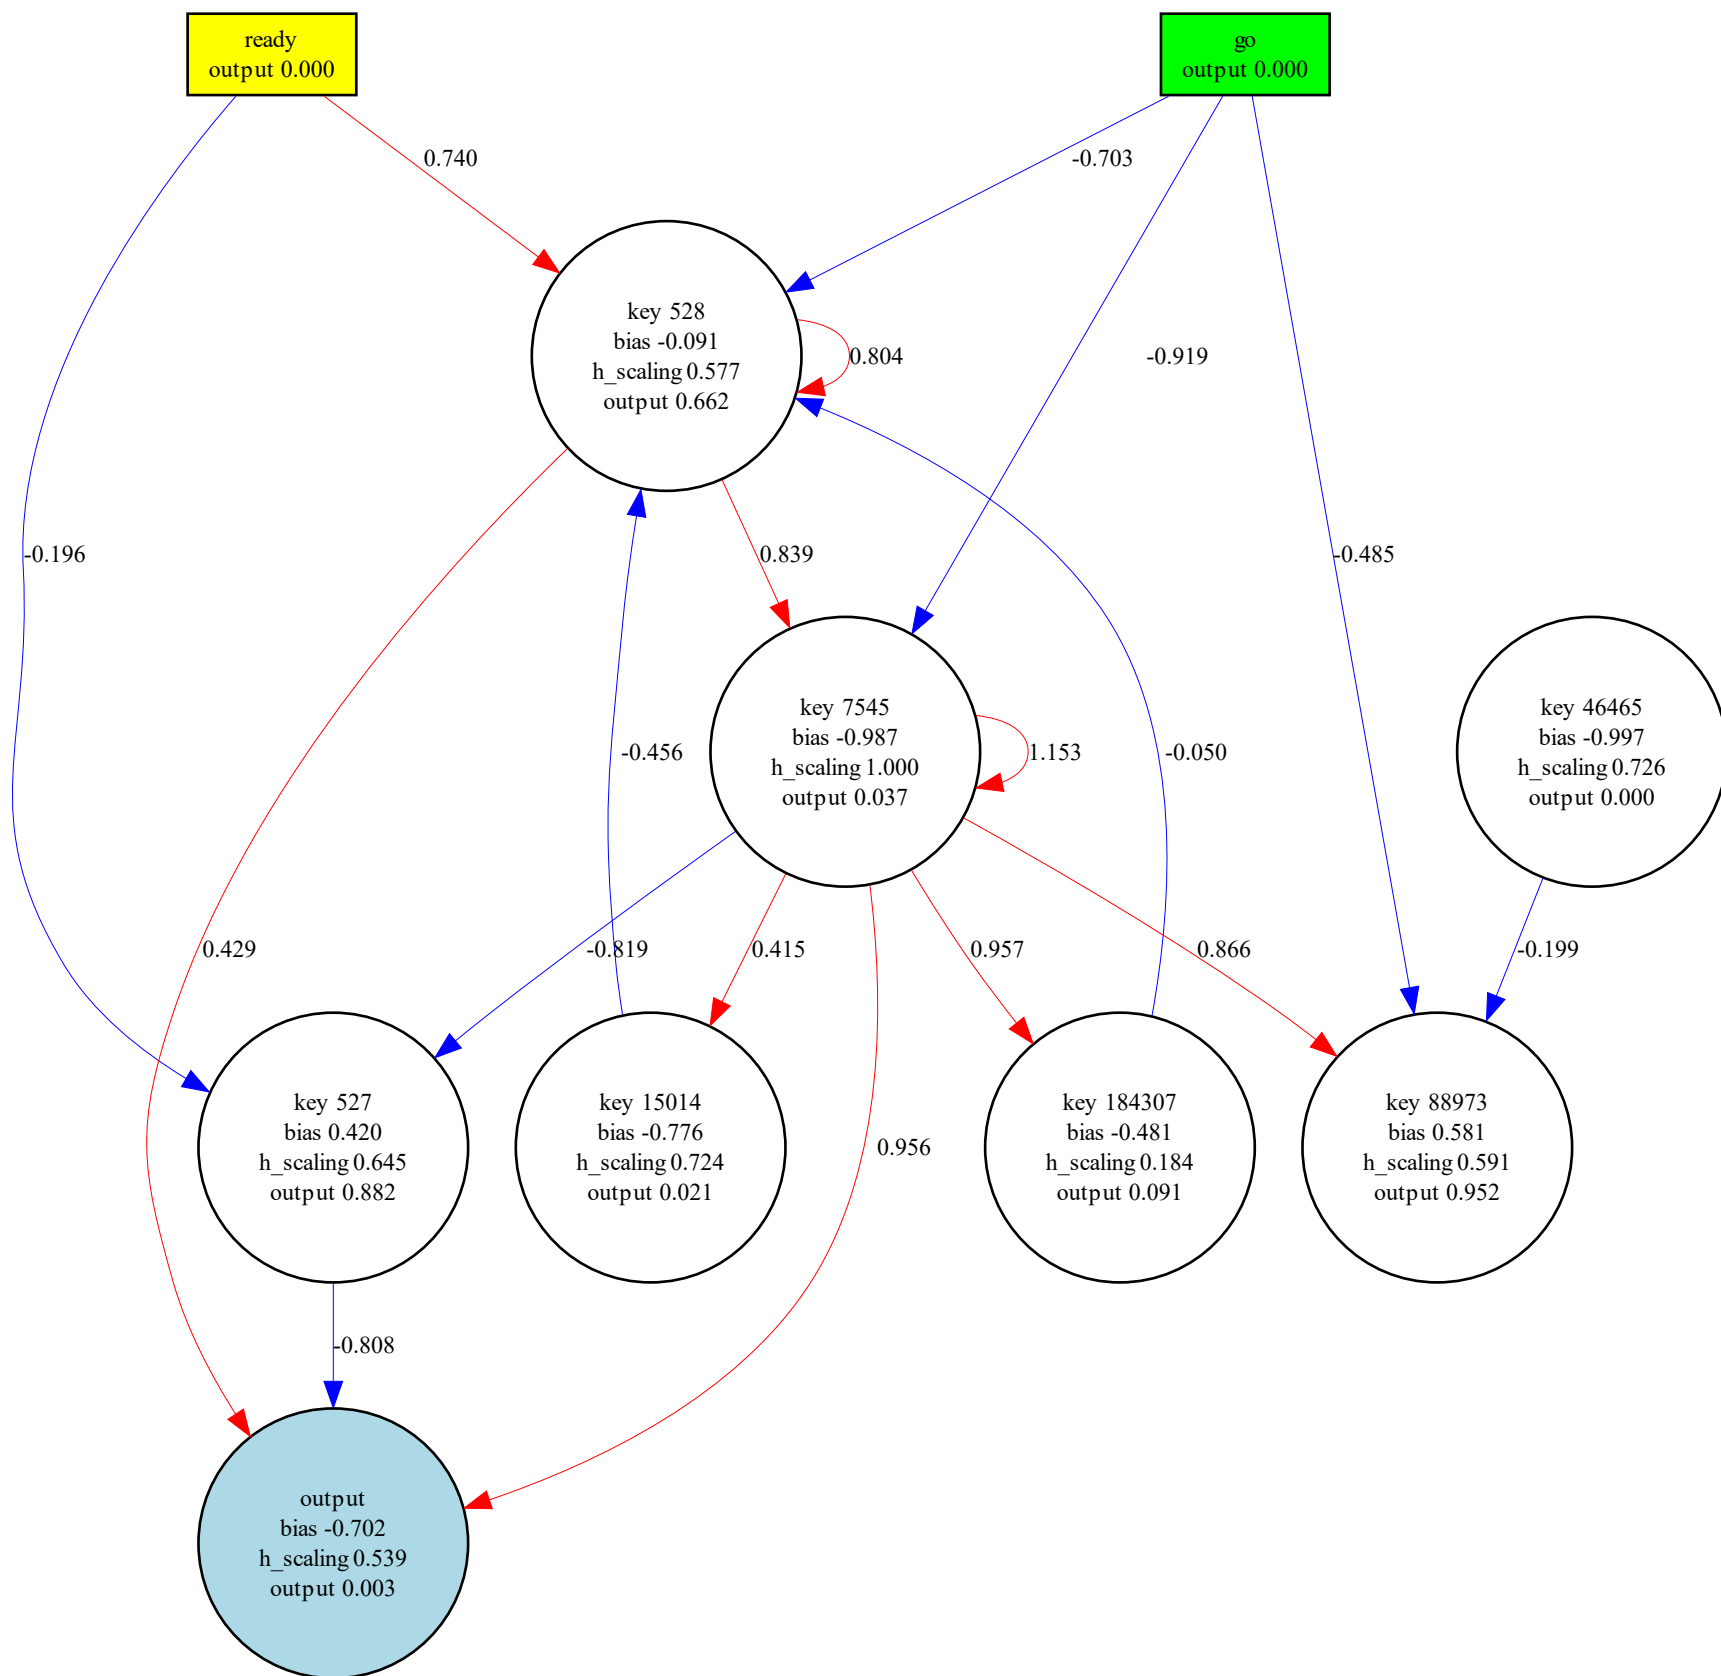 ready
output 0.000
go
output 0.000
0.740
-0.703
key 528
bias -0.091
h_scaling 0.577
output 0.662
0.804
-0.919
-0.196
0.839
-0.485
key 7545
bias -0.987
h_scaling 1.000
output 0.037
1.153
-0.456
-0.050
key 46465
bias -0.997
h_scaling 0.726
output 0.000
0.429
-0.819
0.415
0.957
0.866
-0.199
key 527
bias 0.420
h_scaling 0.645
output 0.882
key 15014
bias -0.776
h_scaling 0.724
output 0.021
0.956
key 184307
bias -0.481
h_scaling 0.184
output 0.091
key 88973
bias 0.581
h_scaling 0.591
output 0.952
-0.808
output
bias -0.702
h_scaling 0.539
output 0.003